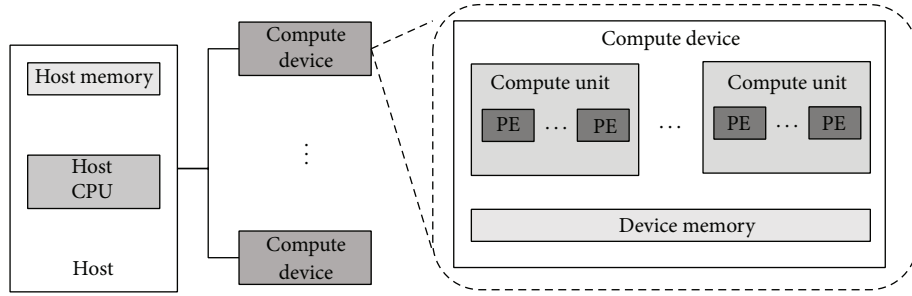 Host memory
Host
CPU
Host
Compute
device
⋮
Compute
device
Compute device
Compute unit
PE ... PE
...
Compute unit
PE ... PE
Device memory